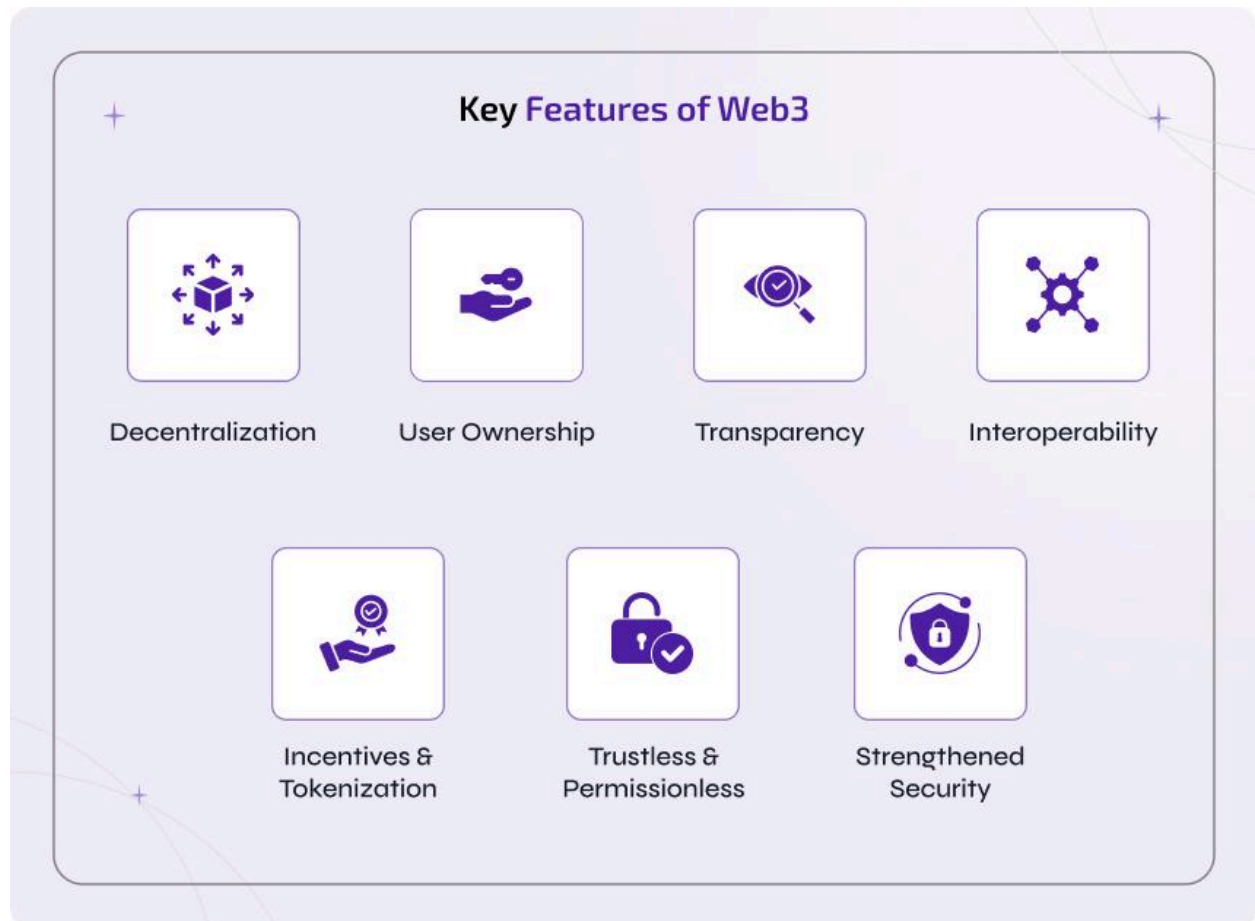 Key Features of Web3
Decentralization
User Ownership
Transparency
Interoperability
Incentives &
Tokenization
Trustless &
Permissionless
Strengthened
Security